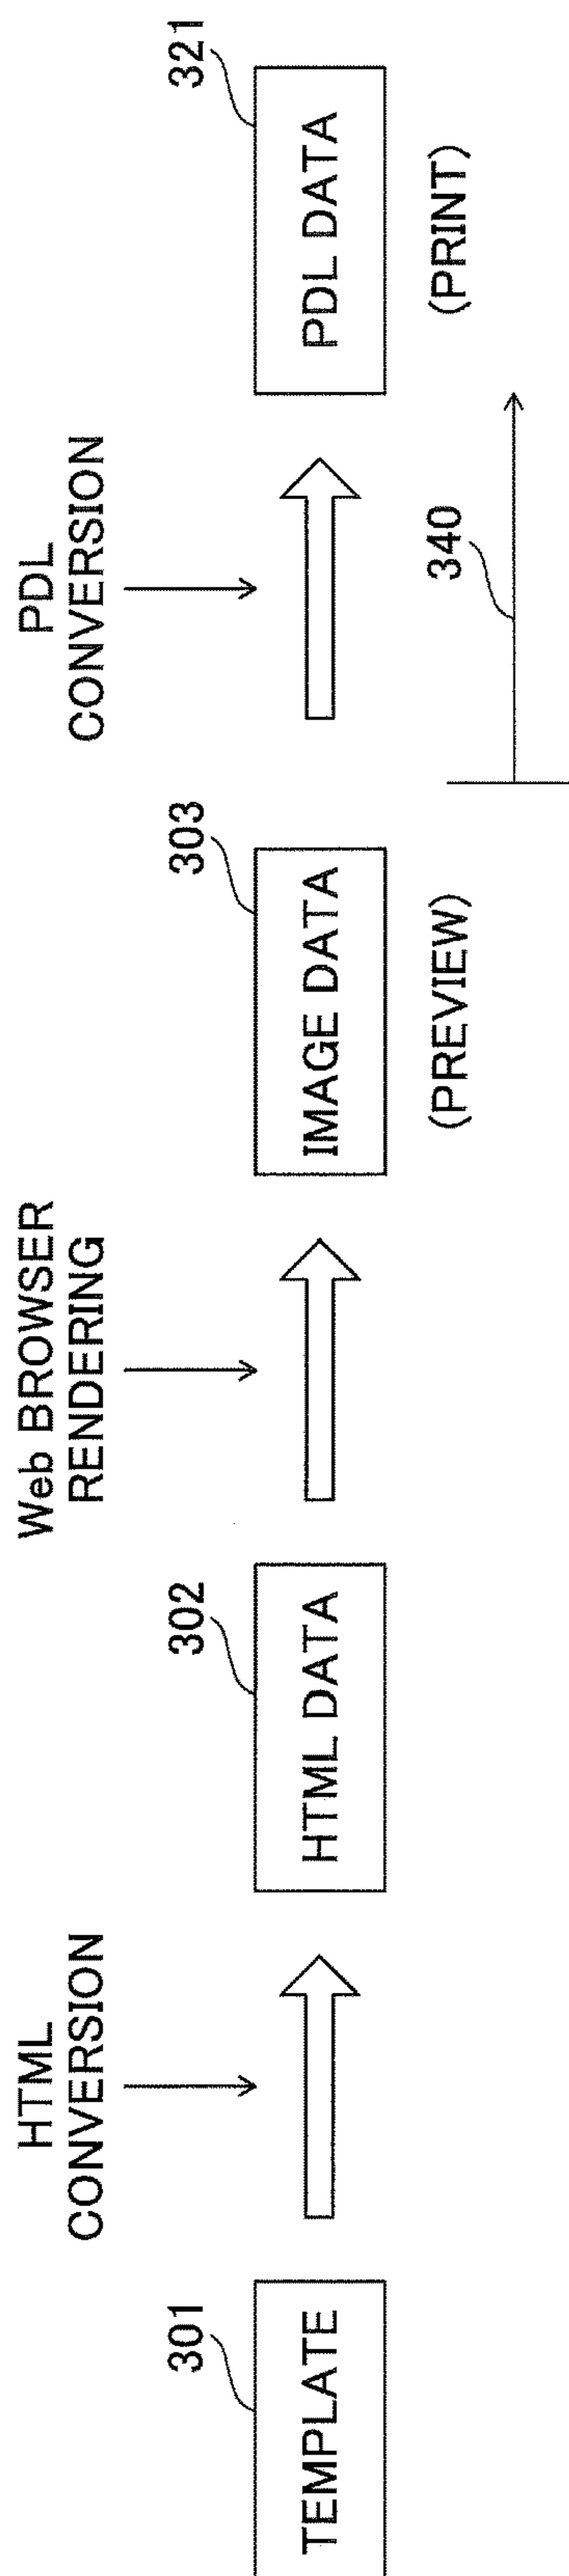 HTML
CONVERSION
Web BROWSER
RENDERING
PDL
CONVERSION
301
302
303
321
TEMPLATE
HTML DATA
IMAGE DATA
PDL DATA
(PREVIEW)
340
(PRINT)